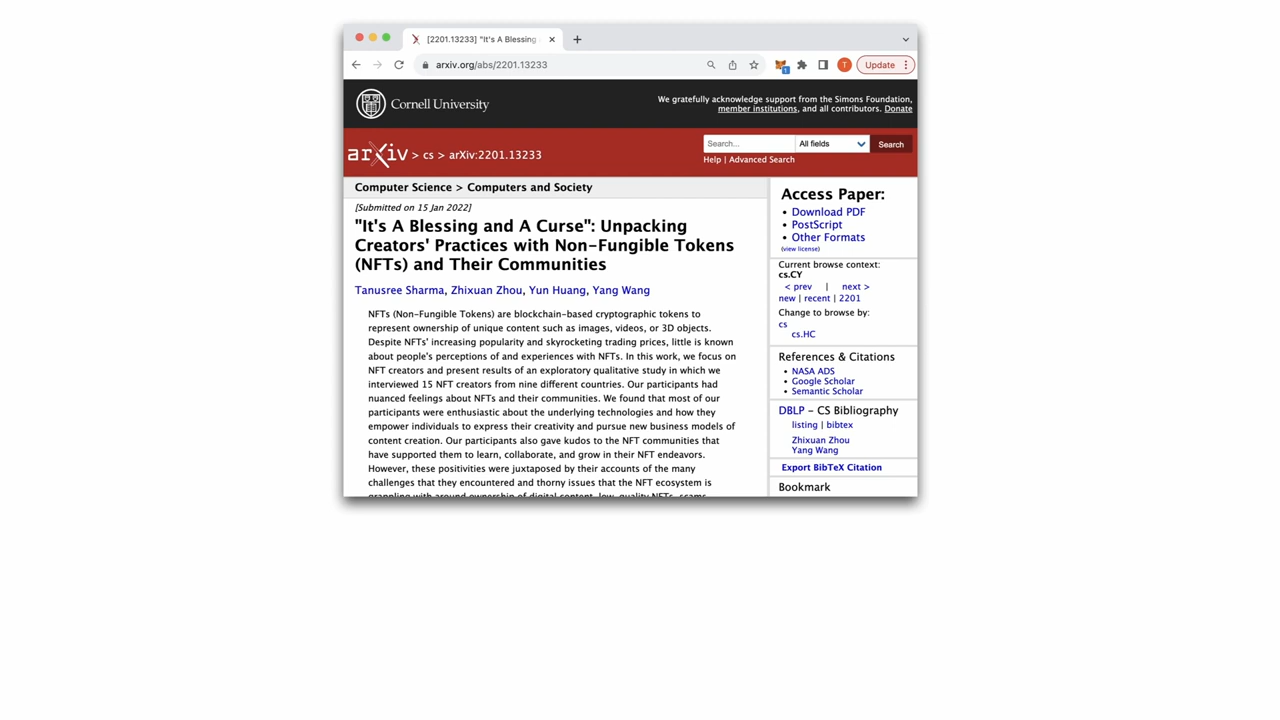 [2201.13233] "It's A Blessing
arxiv.org/abs/2201.13233
1
T
Update
Cornell University
We gratefully acknowledge support from the Simons Foundation,
member institutions, and all contributors. Donate
arXiv > cs > arXiv:2201.13233
Search...
All fields
Search
Help | Advanced Search
Computer Science > Computers and Society
[Submitted on 15 Jan 2022]
"It's A Blessing and A Curse": Unpacking
Creators' Practices with Non-Fungible Tokens
(NFTs) and Their Communities
Tanusree Sharma, Zhixuan Zhou, Yun Huang, Yang Wang
NFTs (Non-Fungible Tokens) are blockchain-based cryptographic tokens to
represent ownership of unique content such as images, videos, or 3D objects.
Despite NFTs' increasing popularity and skyrocketing trading prices, little is known
about people's perceptions of and experiences with NFTs. In this work, we focus on
NFT creators and present results of an exploratory qualitative study in which we
interviewed 15 NFT creators from nine different countries. Our participants had
nuanced feelings about NFTs and their communities. We found that most of our
participants were enthusiastic about the underlying technologies and how they
empower individuals to express their creativity and pursue new business models of
content creation. Our participants also gave kudos to the NFT communities that
have supported them to learn, collaborate, and grow in their NFT endeavors.
However, these positivities were juxtaposed by their accounts of the many
challenges that they encountered and thorny issues that the NFT ecosystem is
grappling with around ownership of digital content, low-quality NFTs, scams,
Access Paper:
• Download PDF
• PostScript
• Other Formats
(view license)
Current browse context:
cs.CY
< prev | next >
new | recent | 2201
Change to browse by:
cs
cs.HC
References & Citations
• NASA ADS
• Google Scholar
• Semantic Scholar
DBLP - CS Bibliography
listing | bibtex
Zhixuan Zhou
Yang Wang
Export BibTeX Citation
Bookmark